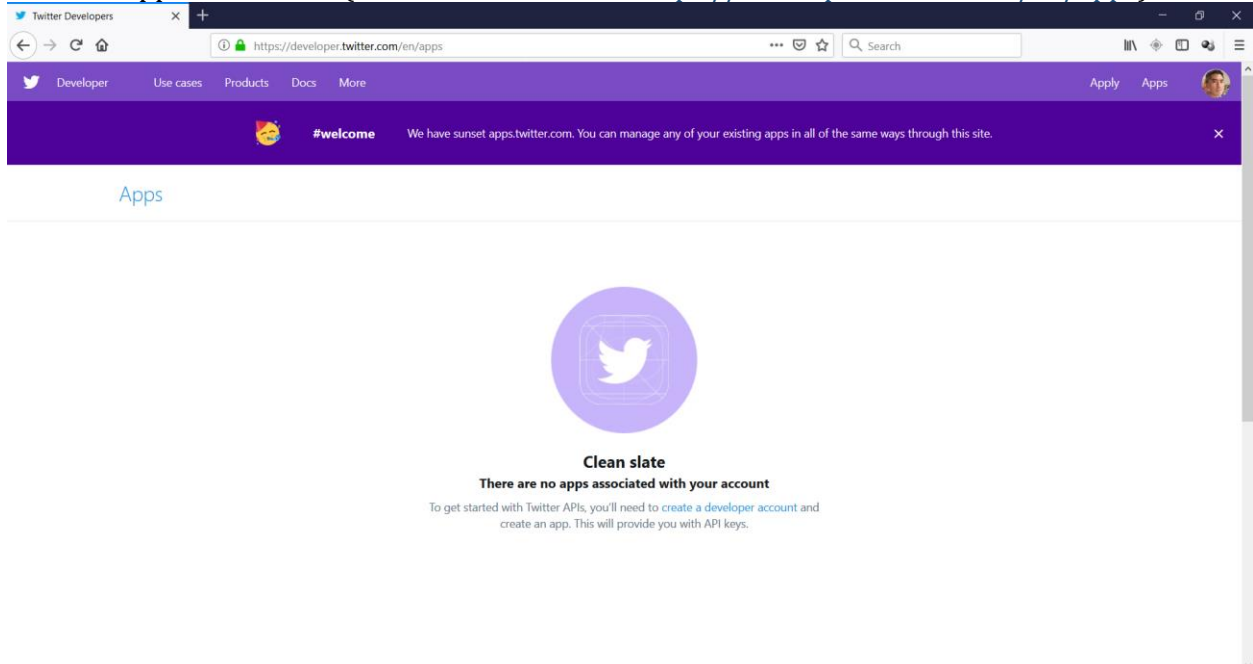 Twitter Developers
https://developer.twitter.com/en/apps
Search
Developer Use cases Products Docs More Apply Apps
#welcome We have sunset apps.twitter.com. You can manage any of your existing apps in all of the same ways through this site.
Apps
Clean slate
There are no apps associated with your account
To get started with Twitter APIs, you'll need to create a developer account and
create an app. This will provide you with API keys.